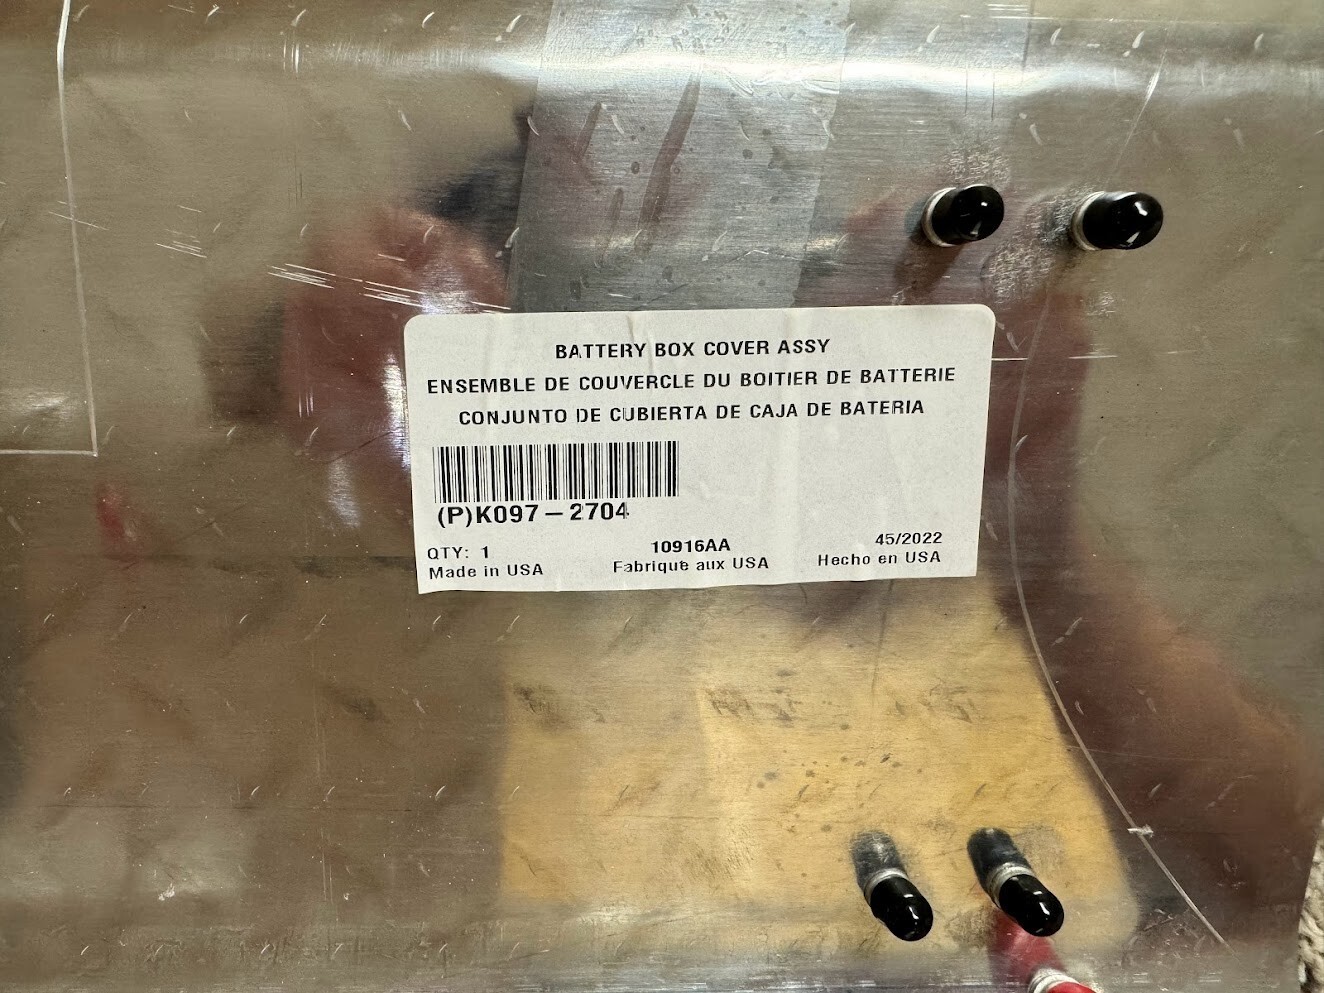 BATTERY BOX COVER ASSY
ENSEMBLE DE COUVERCLE DU BOITIER DE BATTERIE
CONJUNTO DE CUBIERTA DE CAJA DE BATERIA
(P)K097-2704
QTY: 1 10916AA 45/2022
Made in USA Fabrique aux USA Hecho en USA